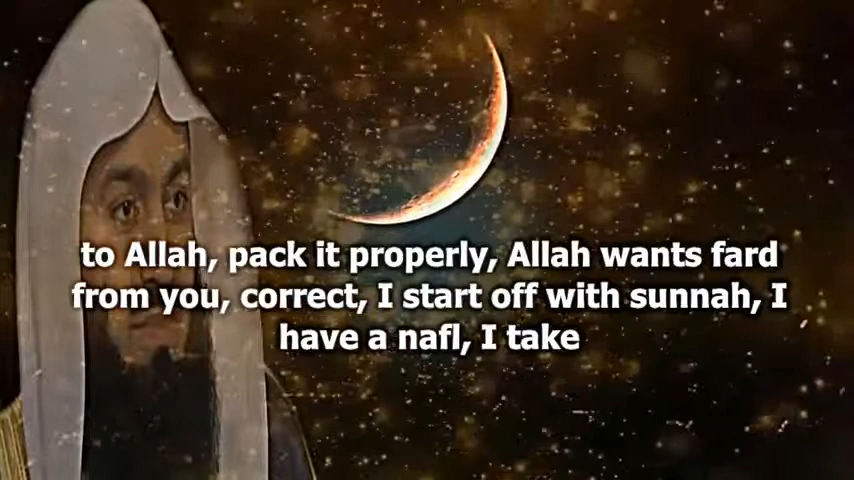 to Allah, pack it properly, Allah wants fard
from you, correct, I start off with sunnah, I
have a nafl, I take